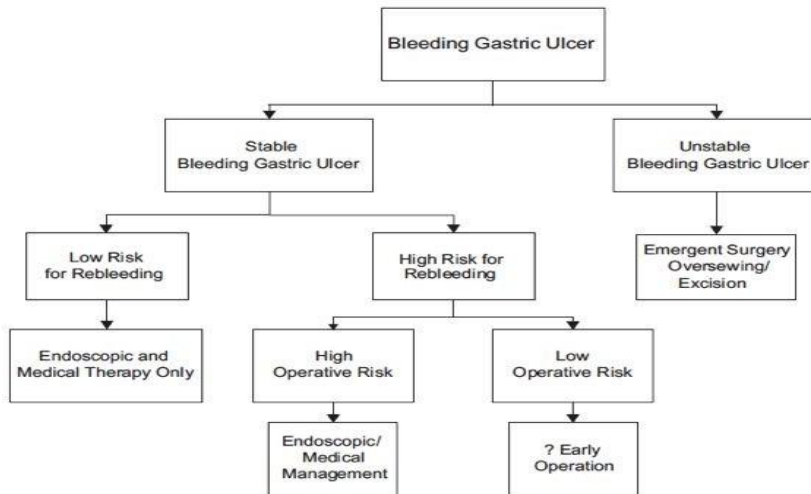 Bleeding Gastric Ulcer
Stable
Bleeding Gastric Ulcer
Unstable
Bleeding Gastric Ulcer
Low Risk
for Rebleeding
High Risk for
Rebleeding
Emergent Surgery
Oversewing/
Excision
Endoscopic and
Medical Therapy Only
High
Operative Risk
Low
Operative Risk
Endoscopic/
Medical
Management
? Early
Operation